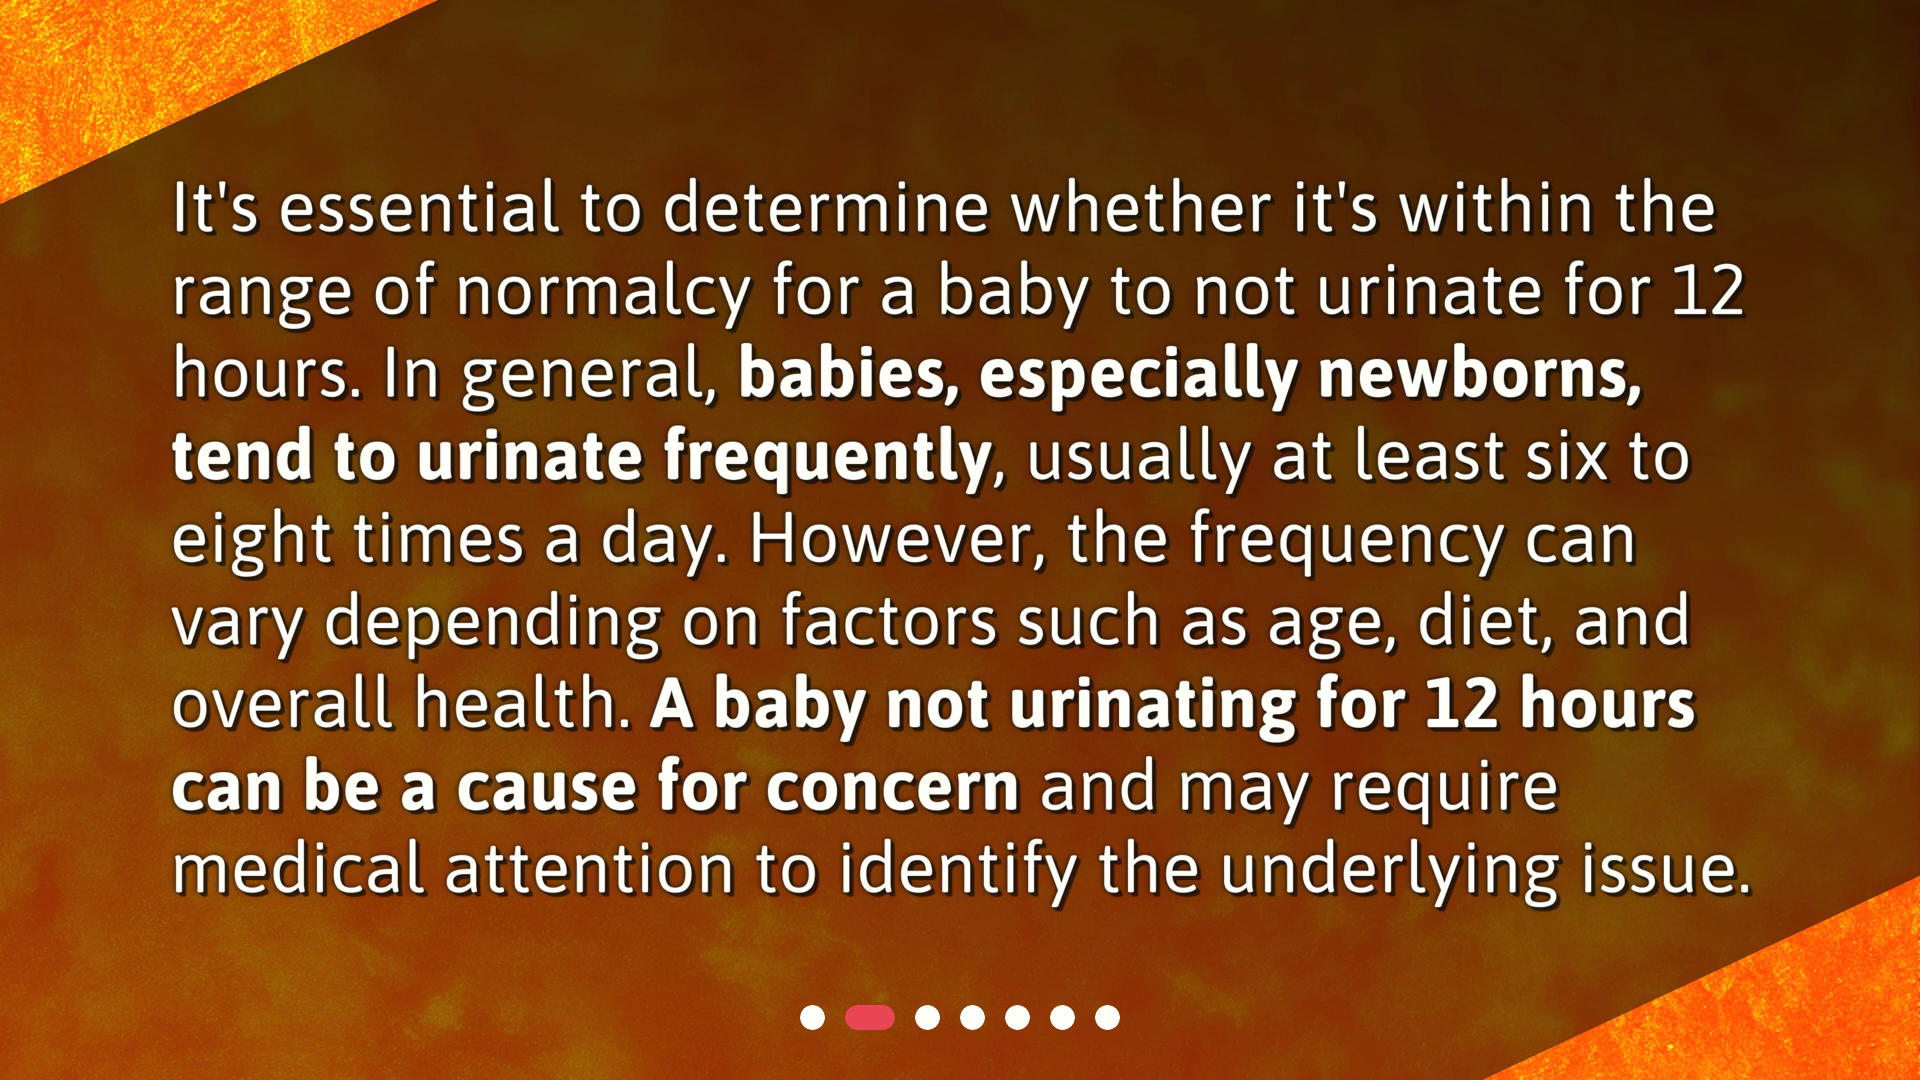 It's essential to determine whether it's within the
range of normalcy for a baby to not urinate for 12
hours. In general, babies, especially newborns,
tend to urinate frequently, usually at least six to
eight times a day. However, the frequency can
vary depending on factors such as age, diet, and
overall health. A baby not urinating for 12 hours
can be a cause for concern and may require
medical attention to identify the underlying issue.